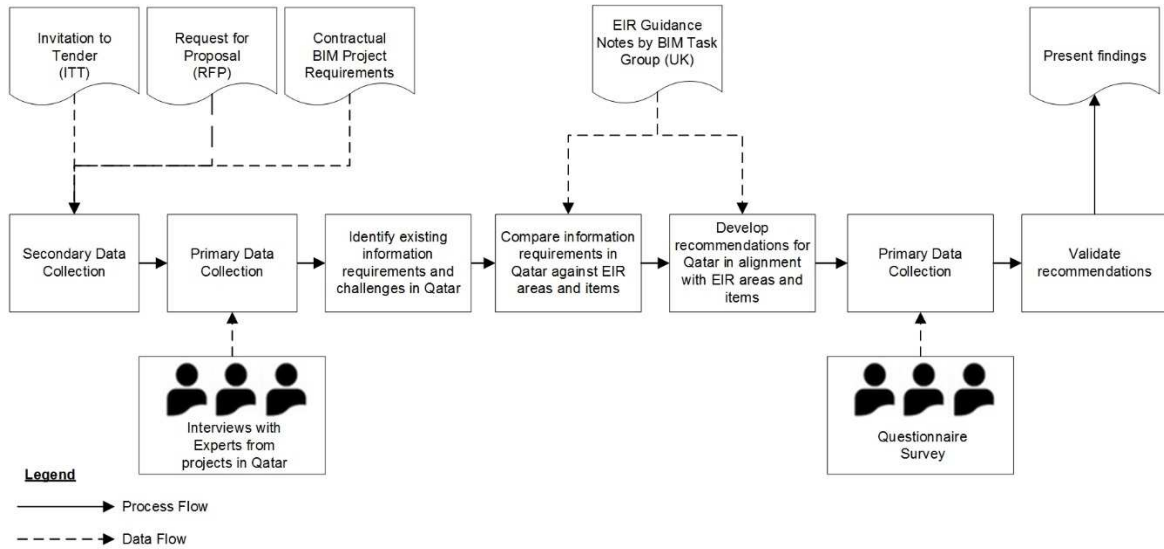 Invitation to
Tender
(ITT)
Request for
Proposal
(RFP)
Contractual
BIM Project
Requirements
EIR Guidance
Notes by BIM Task
Group (UK)
Present findings
Secondary Data
Collection
Primary Data
Collection
Identify existing
information
requirements and
challenges in Qatar
Compare information
requirements in
Qatar against EIR
areas and items
Develop
recommendations for
Qatar in alignment
with EIR areas and
items
Primary Data
Collection
Validate
recommendations
Interviews with
Experts from
projects in Qatar
Questionnaire
Survey
Legend
Process Flow
Data Flow